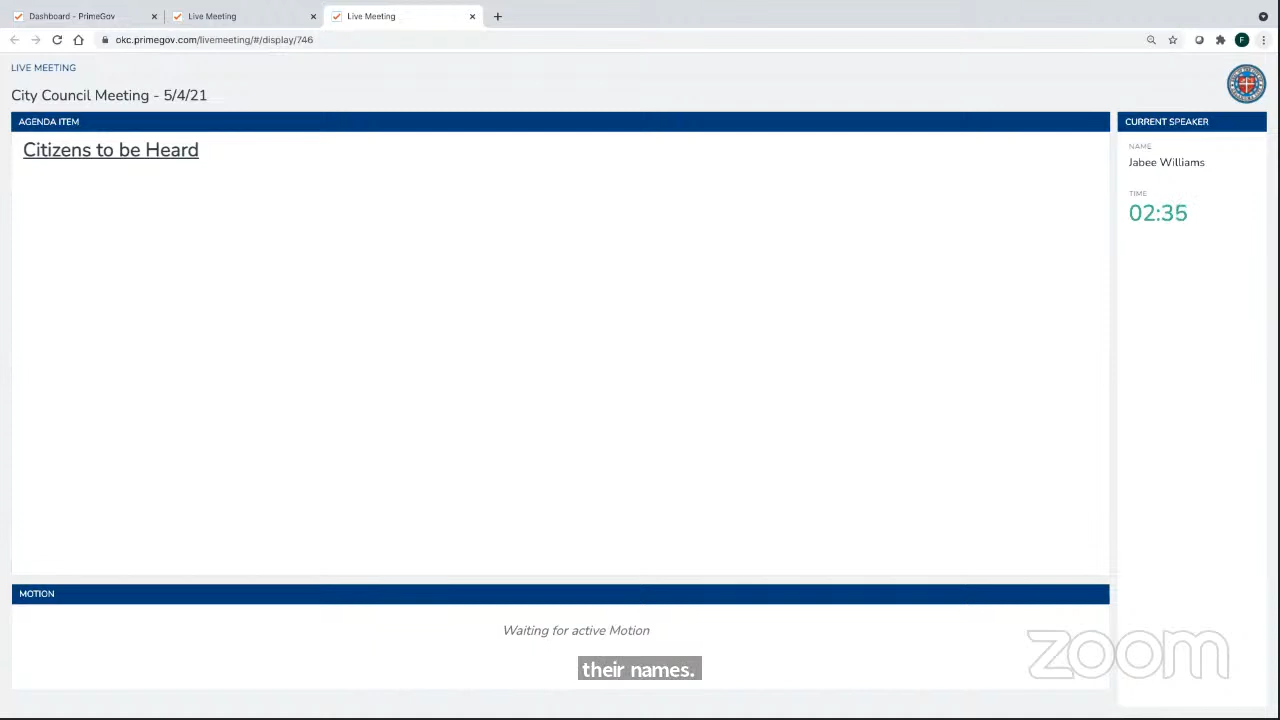 Dashboard - PrimeGov
Live Meeting
Live Meeting
okc.primegov.com/livemeeting/#/display/746
F
LIVE MEETING
City Council Meeting - 5/4/21
AGENDA ITEM
Citizens to be Heard
CURRENT SPEAKER
NAME
Jabee Williams
TIME
02:35
MOTION
Waiting for active Motion
their names.
zoom